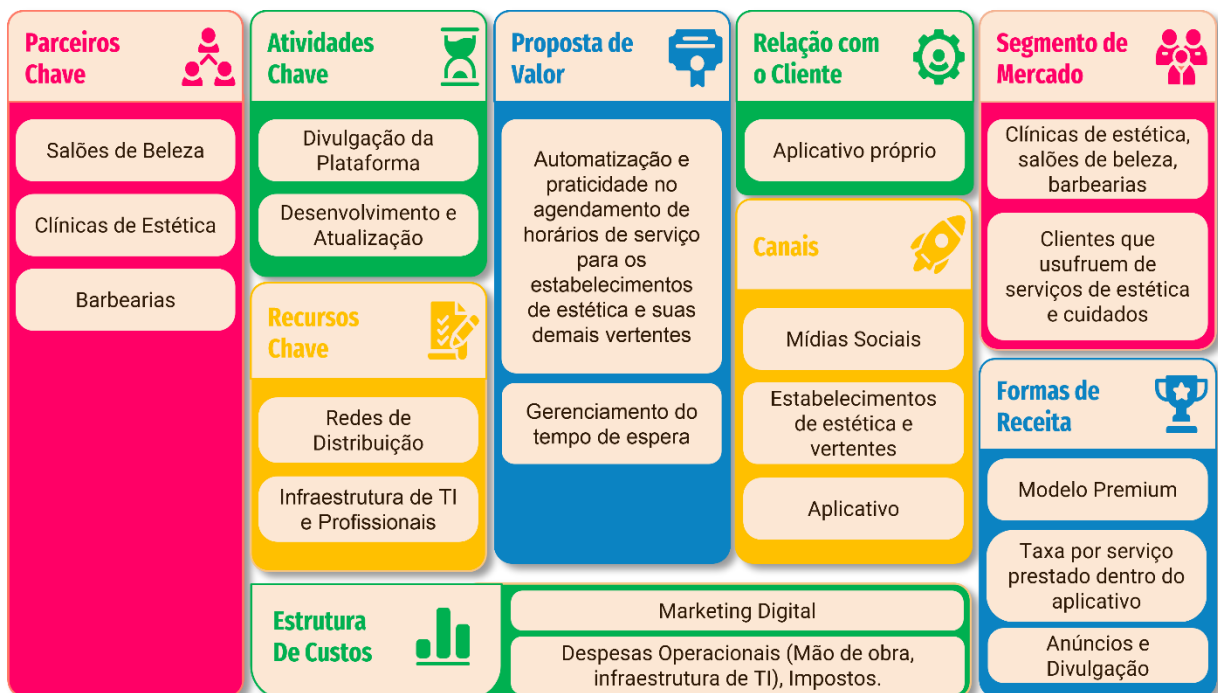 Parceiros
Chave
Salões de Beleza
Clínicas de Estética
Barbearias
Atividades
Chave
Divulgação da
Plataforma
Desenvolvimento e
Atualização
Recursos
Chave
Redes de
Distribuição
Infraestrutura de TI
e Profissionais
Proposta de
Valor
Automatização e
praticidade no
agendamento de
horários de serviço
para os
estabelecimentos
de estética e suas
demais vertentes
Gerenciamento do
tempo de espera
Relação com
o Cliente
Aplicativo próprio
Canais
Mídias Sociais
Estabelecimentos
de estética e
vertentes
Aplicativo
Segmento de
Mercado
Clínicas de estética,
salões de beleza,
barbearias
Clientes que
usufruem de
serviços de estética
e cuidados
Formas de
Receita
Modelo Premium
Taxa por serviço
prestado dentro do
aplicativo
Anúncios e
Divulgação
Estrutura
De Custos
Marketing Digital
Despesas Operacionais (Mão de obra,
infraestrutura de TI), Impostos.